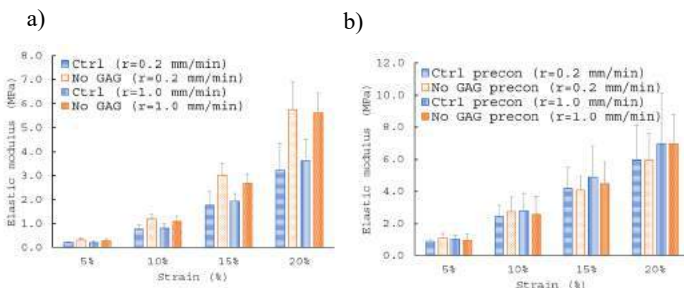 a)
8.0
7.0
6.0
5.0
4.0
3.0
2.0
1.0
0.0
Elastic modulus (MPa)
Ctrl (r=0.2 mm/min)
No GAG (r=0.2 mm/min)
Ctrl (r=1.0 mm/min)
No GAG (r=1.0 mm/min)
5% 10% 15% 20%
Strain (%)
b)
12.0
10.0
8.0
6.0
4.0
2.0
0.0
Elastic modulus (MPa)
Ctrl precon (r=0.2 mm/min)
No GAG precon (r=0.2 mm/min)
Ctrl precon (r=1.0 mm/min)
No GAG precon (r=1.0 mm/min)
5% 10% 15% 20%
Strain (%)